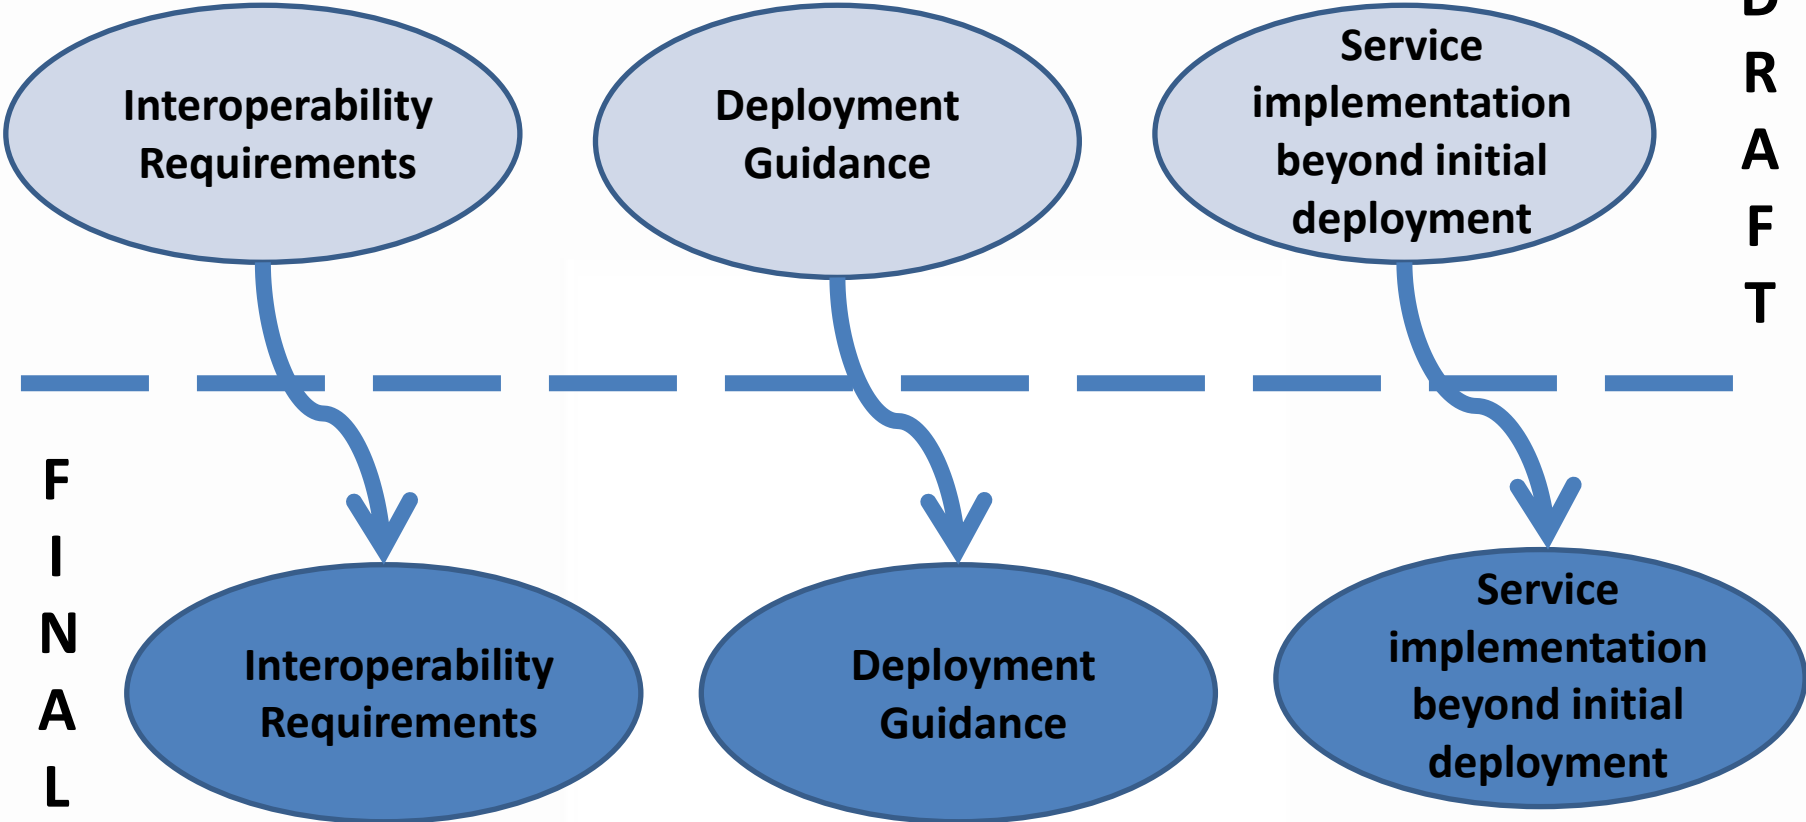 Interoperability
Requirements
Deployment
Guidance
Service
implementation
beyond initial
deployment
D
R
A
F
T
F
I
N
A
L
Interoperability
Requirements
Deployment
Guidance
Service
implementation
beyond initial
deployment